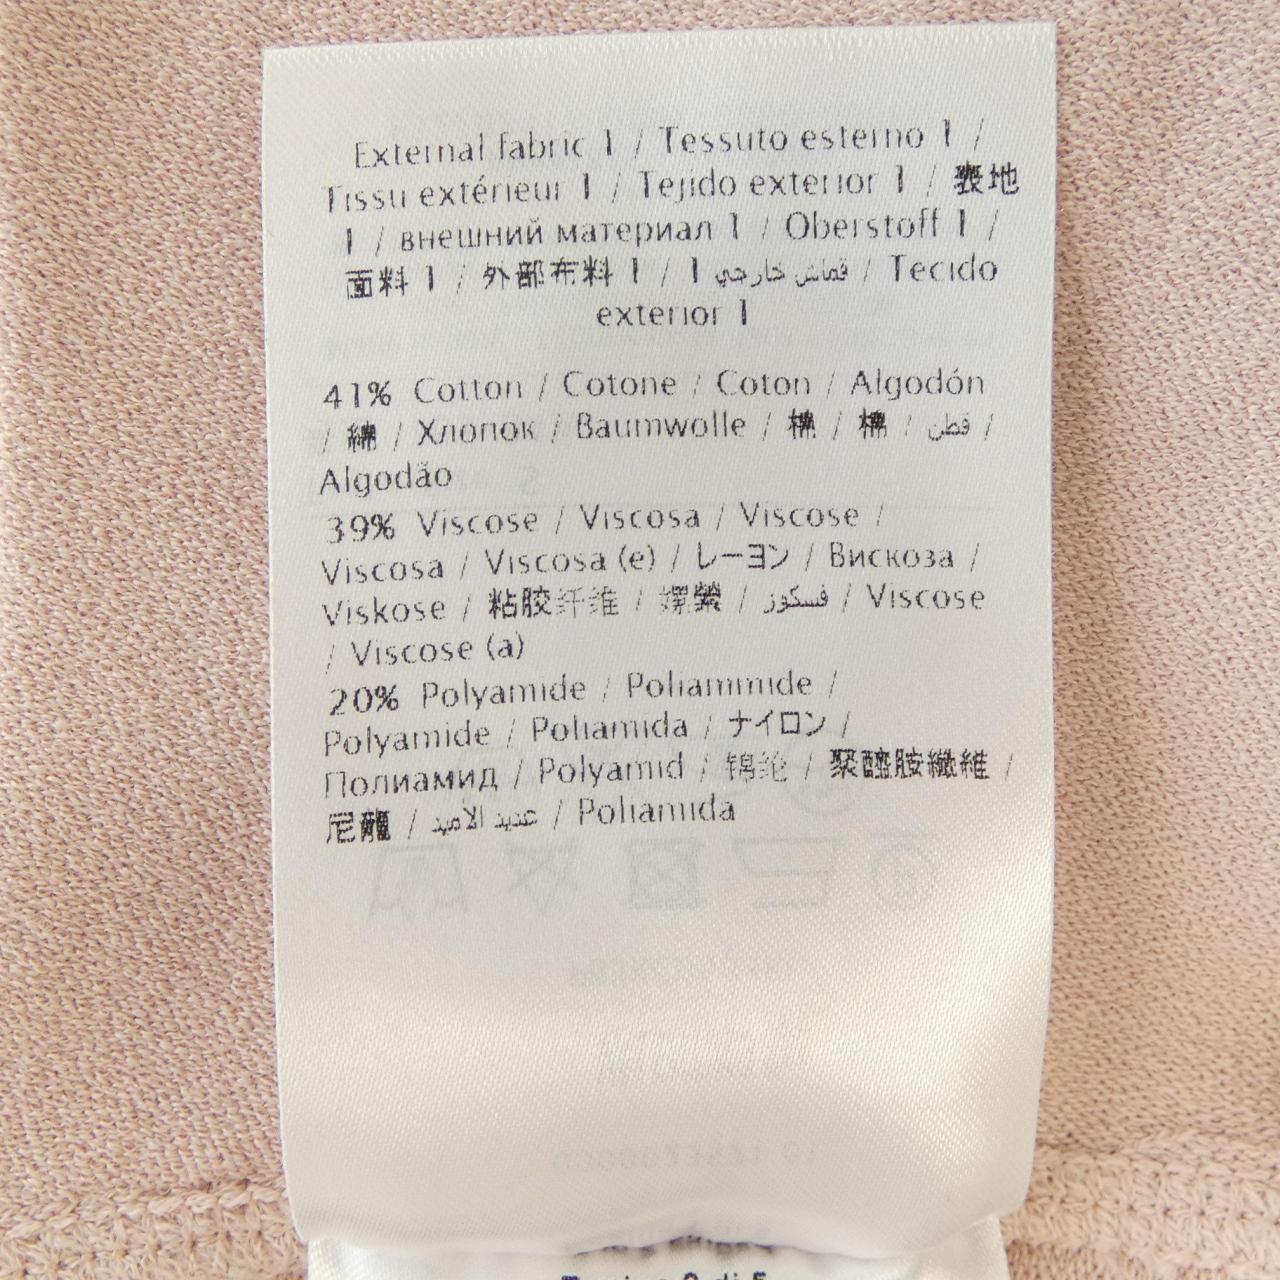 External fabric 1 / Tessuto esterno 1 /
Tissu extérieur 1 / Tejido exterior 1 / 表地
1 / внешний материал 1 / Oberstoff 1 /
面料 1 / 外部布料 1 / 1 قماش خارجي / Tecido
exterior 1
41% Cotton / Cotone / Coton / Algodón
/ 綿 / Хлопок / Baumwolle / 棉 / 棉 / قطن /
Algodão
39% Viscose / Viscosa / Viscose /
Viscosa / Viscosa (e) / レーヨン / Вискоза /
Viskose / 粘胶纤维 / 嫘縈 / فسكوز / Viscose
/ Viscose (a)
20% Polyamide / Poliammide /
Polyamide / Poliamida / ナイロン /
Полиамид / Polyamid / 锦纶 / 聚醯胺纖維 /
尼龍 / عديد الاميد / Poliamida